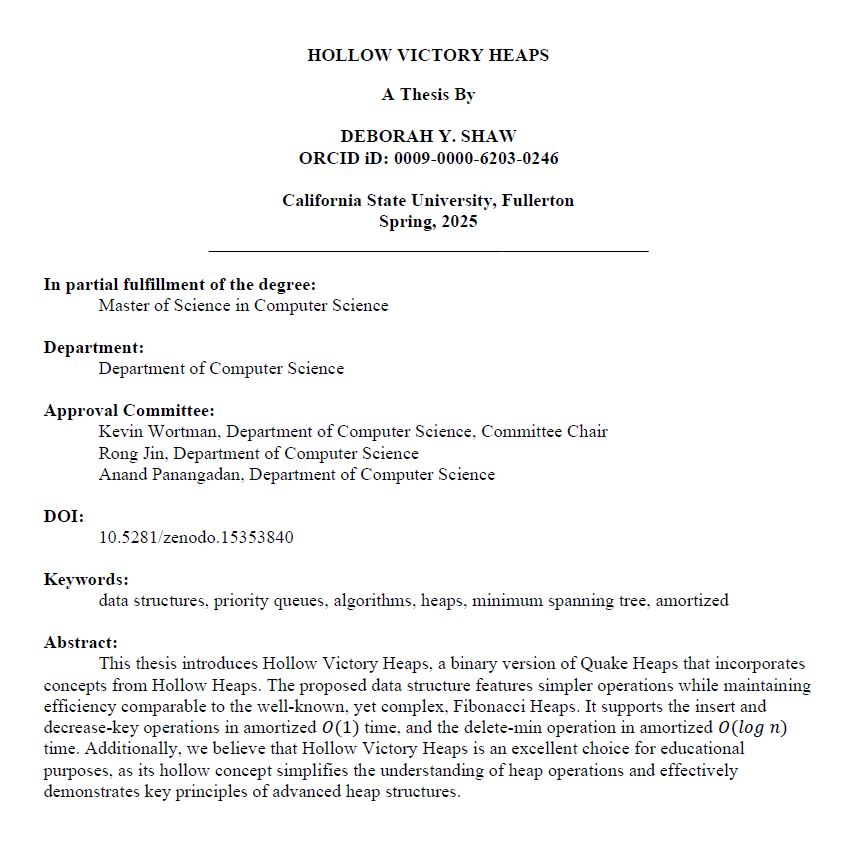 HOLLOW VICTORY HEAPS
A Thesis By
DEBORAH Y. SHAW
ORCID iD: 0009-0000-6203-0246
California State University, Fullerton
Spring, 2025
In partial fulfillment of the degree:
Master of Science in Computer Science
Department:
Department of Computer Science
Approval Committee:
Kevin Wortman, Department of Computer Science, Committee Chair
Rong Jin, Department of Computer Science
Anand Panangadan, Department of Computer Science
DOI:
10.5281/zenodo.15353840
Keywords:
data structures, priority queues, algorithms, heaps, minimum spanning tree, amortized
Abstract:
This thesis introduces Hollow Victory Heaps, a binary version of Quake Heaps that incorporates
concepts from Hollow Heaps. The proposed data structure features simpler operations while maintaining
efficiency comparable to the well-known, yet complex, Fibonacci Heaps. It supports the insert and
decrease-key operations in amortized O(1) time, and the delete-min operation in amortized O(log n)
time. Additionally, we believe that Hollow Victory Heaps is an excellent choice for educational
purposes, as its hollow concept simplifies the understanding of heap operations and effectively
demonstrates key principles of advanced heap structures.